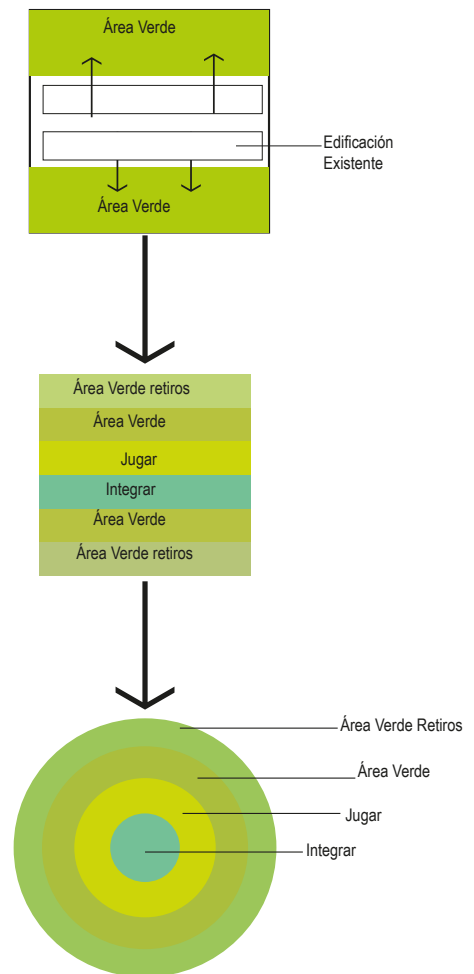 Área Verde
Edificación
Existente
Área Verde
Área Verde retiros
Área Verde
Jugar
Integrar
Área Verde
Área Verde retiros
Área Verde Retiros
Área Verde
Jugar
Integrar